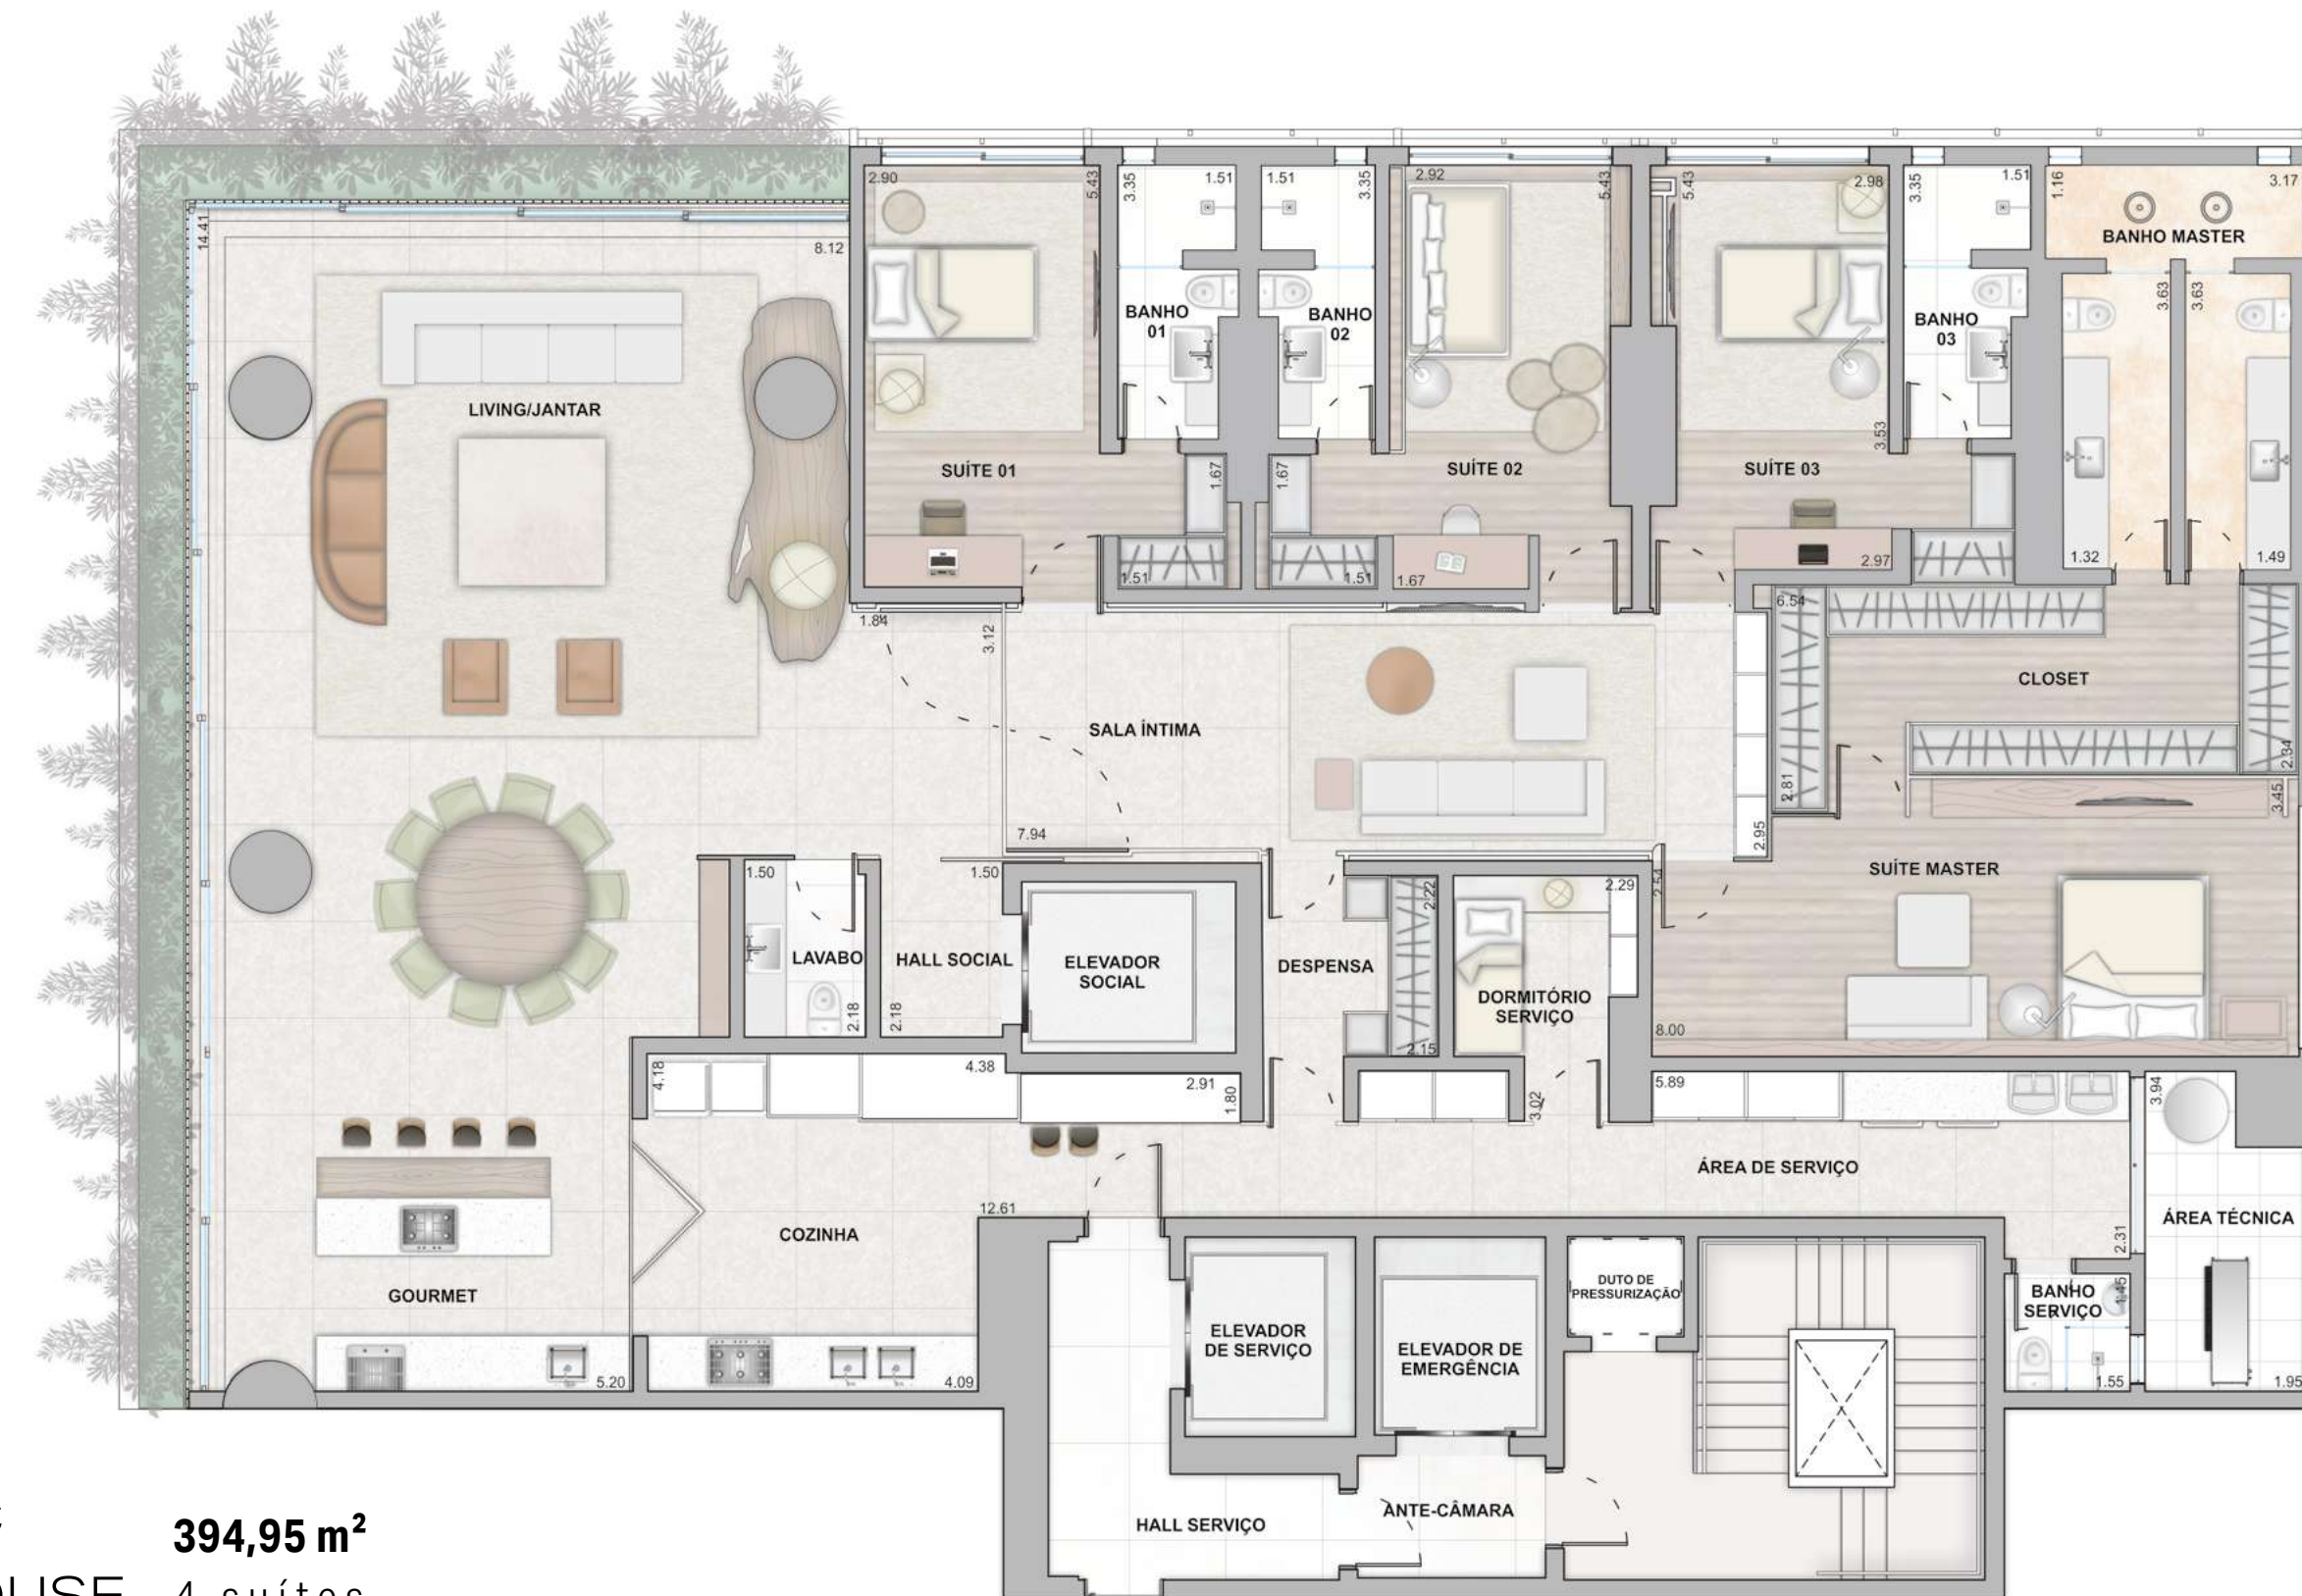 2.90
5.43
3.35
1.51
1.51
3.35
2.92
5.43
5.43
2.98
3.35
1.51
1.16
3.17
14.41
8.12
BANHO MASTER
3.63
3.63
BANHO
01
BANHO
02
BANHO
03
LIVING/JANTAR
3.53
SUÍTE 01
1.67
1.67
SUÍTE 02
SUÍTE 03
1.51
1.51
1.67
2.97
1.32
1.49
1.84
3.12
6.54
CLOSET
SALA ÍNTIMA
2.81
2.34
3.45
7.94
2.95
1.50
1.50
2.22
2.29
2.54
SUÍTE MASTER
LAVABO
HALL SOCIAL
ELEVADOR
SOCIAL
DESPENSA
DORMITÓRIO
SERVIÇO
2.18
2.18
8.00
2.15
4.18
4.38
2.91
1.80
3.02
5.89
3.94
ÁREA DE SERVIÇO
12.61
COZINHA
ÁREA TÉCNICA
2.31
GOURMET
DUTO DE
PRESSURIZAÇÃO
BANHO
SERVIÇO
1.45
ELEVADOR
DE SERVIÇO
ELEVADOR DE
EMERGÊNCIA
5.20
4.09
1.55
1.95
HALL SERVIÇO
ANTE-CÂMARA
394,95 m²
4 suítes